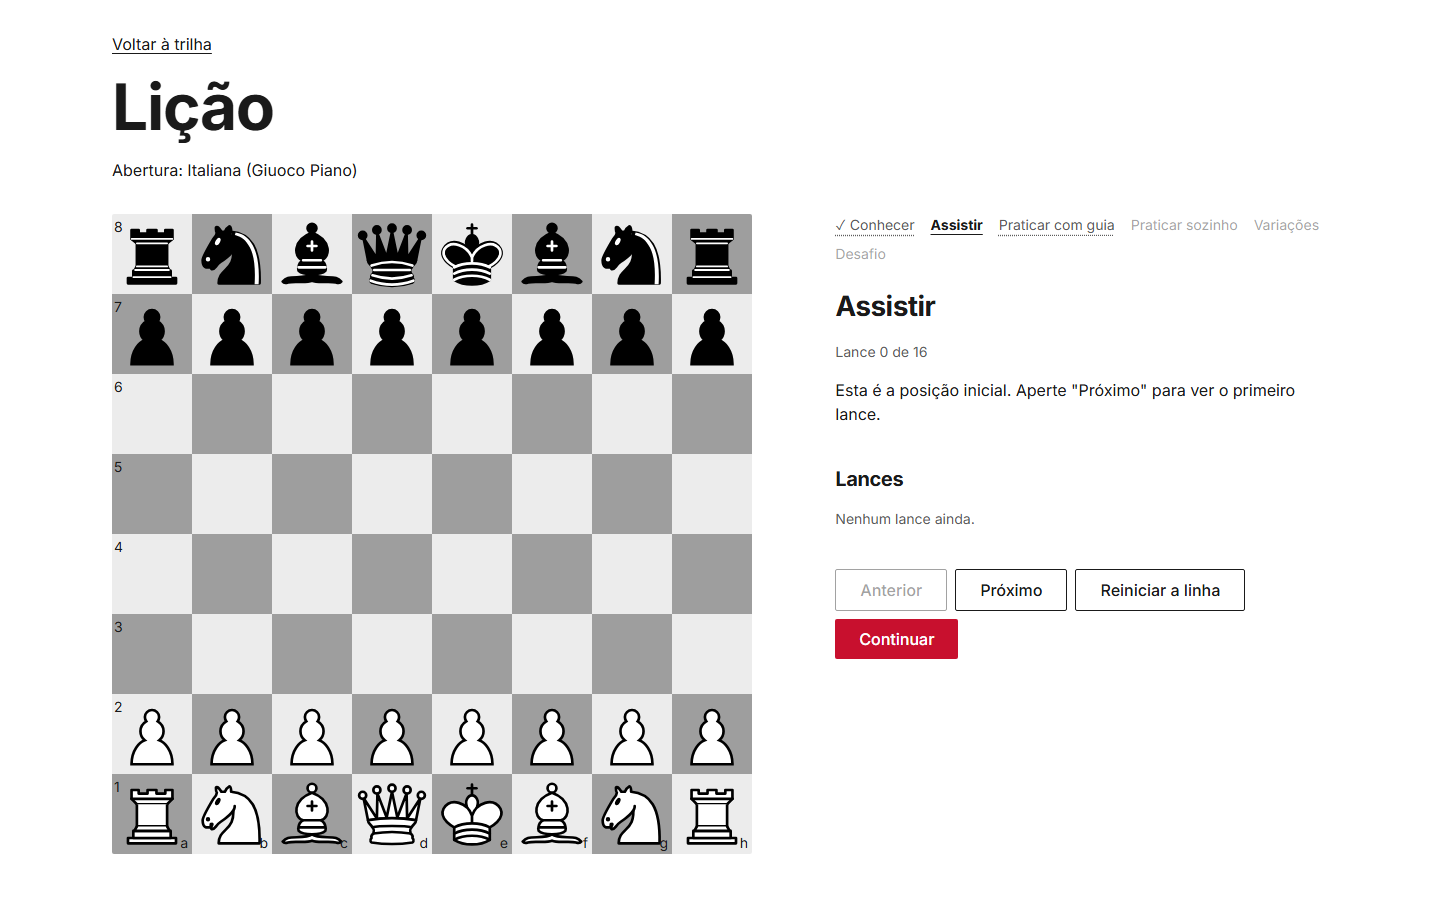 Voltar à trilha
Lição
Abertura: Italiana (Giuoco Piano)
8
7
6
5
4
3
2
1
a b c d e f g h
✓ Conhecer Assistir Praticar com guia Praticar sozinho Variações
Desafio
Assistir
Lance 0 de 16
Esta é a posição inicial. Aperte "Próximo" para ver o primeiro
lance.
Lances
Nenhum lance ainda.
Anterior Próximo Reiniciar a linha
Continuar